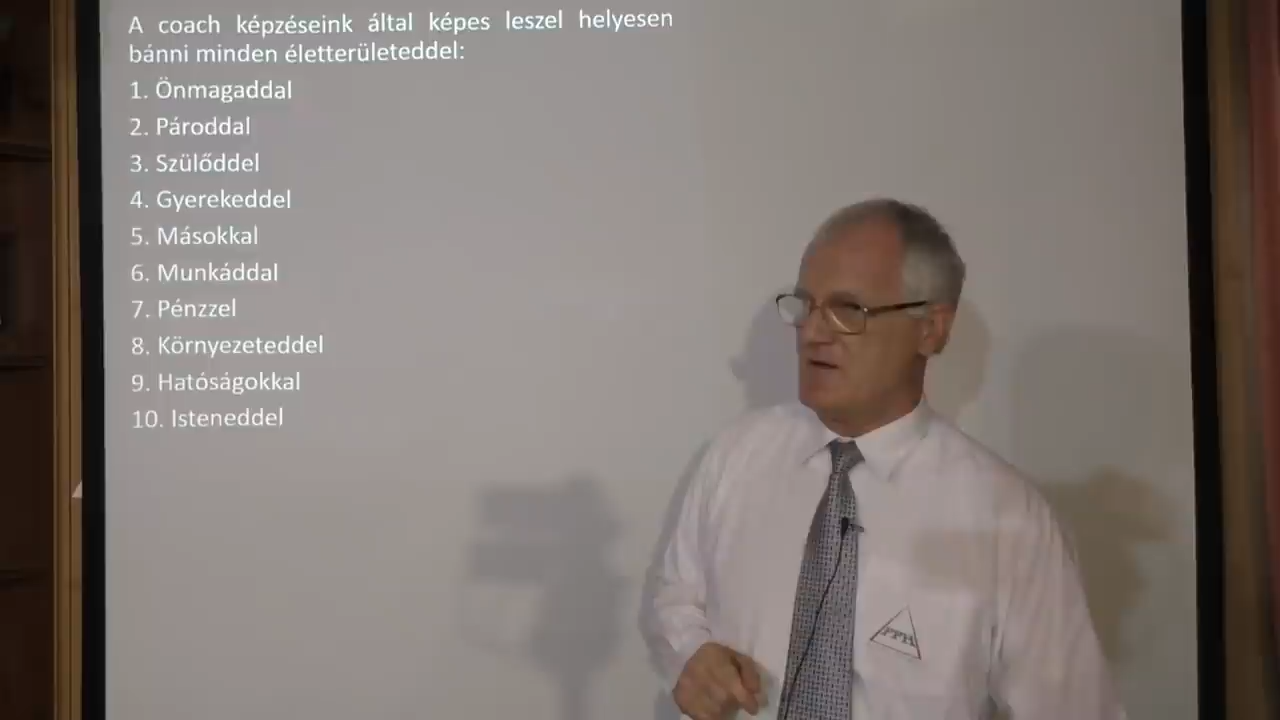 A coach képzéseink által képes leszel helyesen
bánni minden életterületeddel:
1. Önmagaddal
2. Pároddal
3. Szülőddel
4. Gyerekeddel
5. Másokkal
6. Munkáddal
7. Pénzzel
8. Környezeteddel
9. Hatóságokkal
10. Isteneddel
PPH